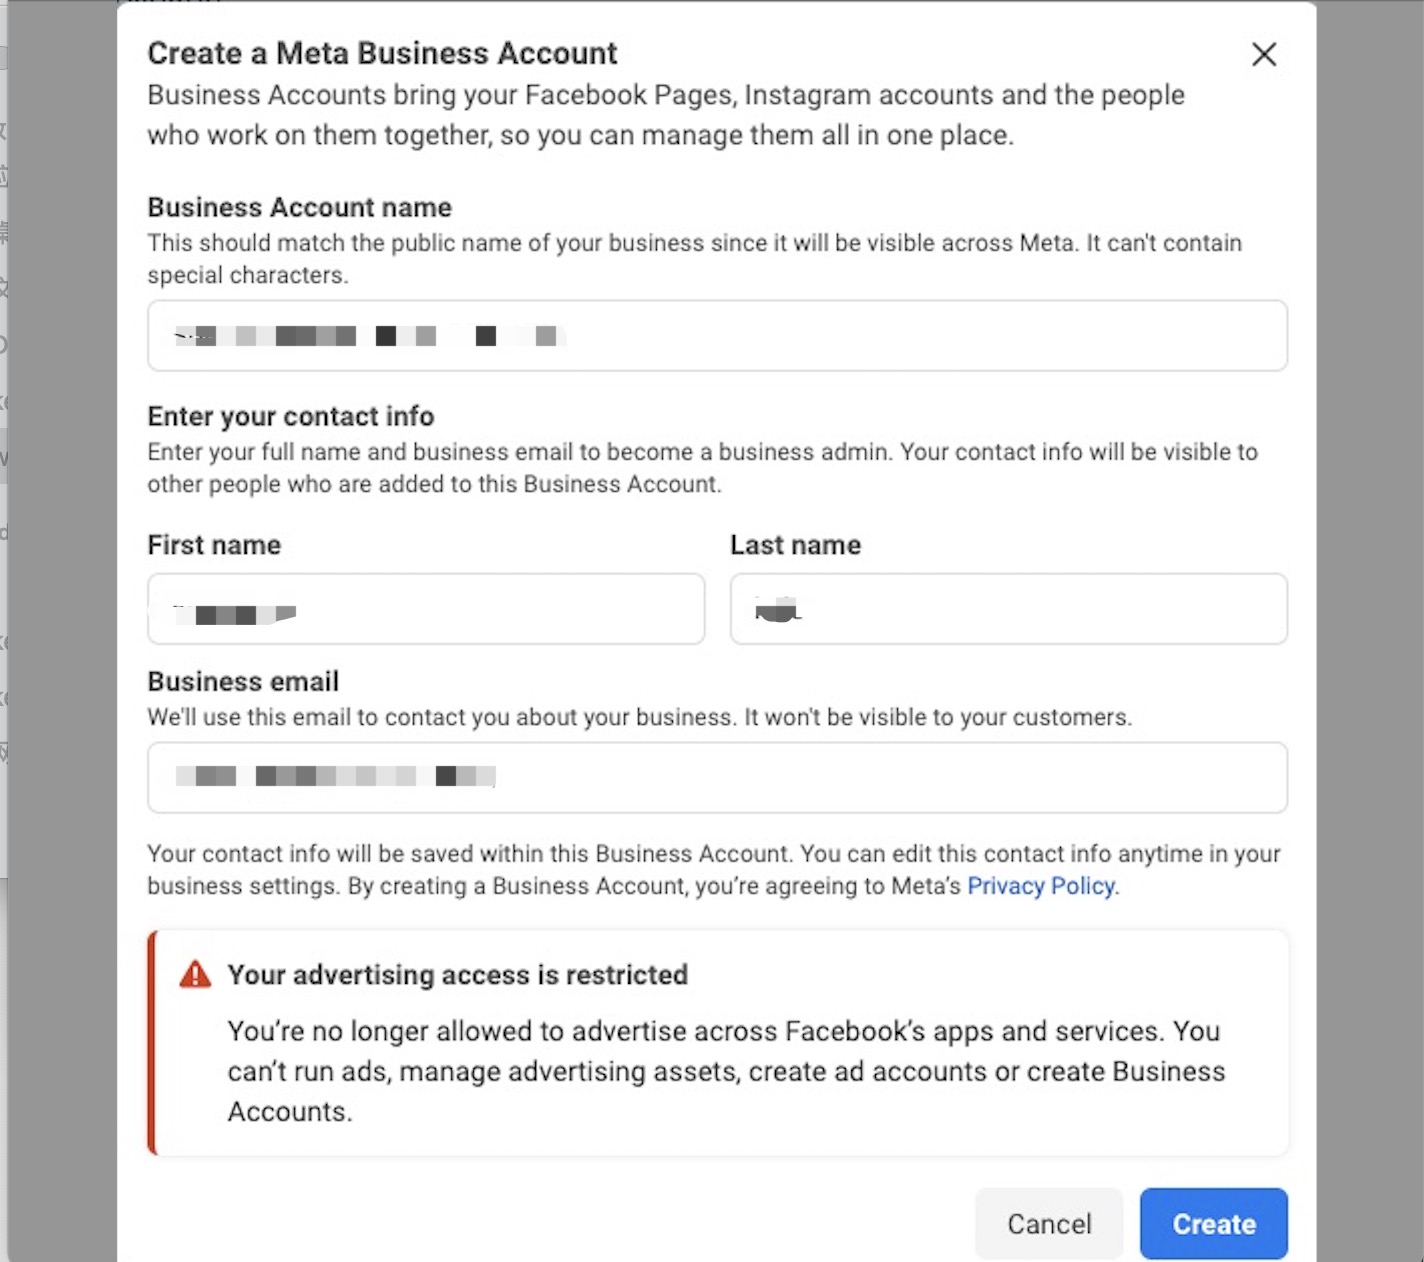 Create a Meta Business Account
Business Accounts bring your Facebook Pages, Instagram accounts and the people
who work on them together, so you can manage them all in one place.
Business Account name
This should match the public name of your business since it will be visible across Meta. It can't contain
special characters.
Enter your contact info
Enter your full name and business email to become a business admin. Your contact info will be visible to
other people who are added to this Business Account.
First name
Last name
Business email
We'll use this email to contact you about your business. It won't be visible to your customers.
Your contact info will be saved within this Business Account. You can edit this contact info anytime in your
business settings. By creating a Business Account, you’re agreeing to Meta’s Privacy Policy.
Your advertising access is restricted
You’re no longer allowed to advertise across Facebook’s apps and services. You
can’t run ads, manage advertising assets, create ad accounts or create Business
Accounts.
Cancel
Create